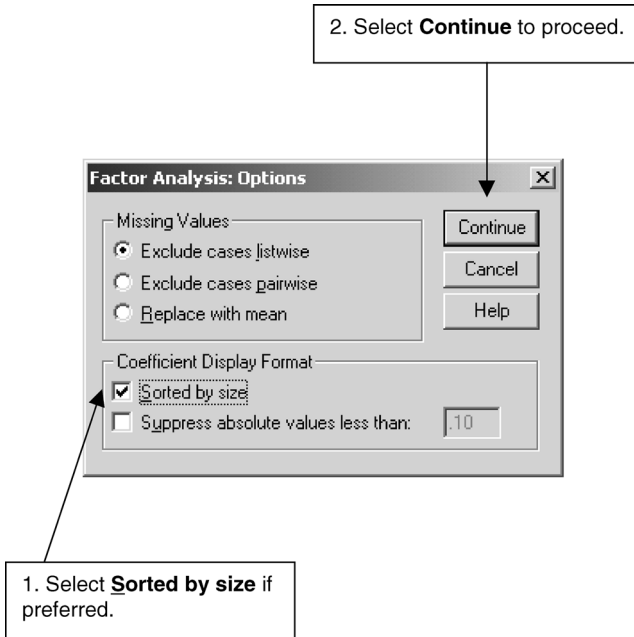 2. Select Continue to proceed.
Factor Analysis: Options
Missing Values
Exclude cases listwise
Exclude cases pairwise
Replace with mean
Continue
Cancel
Help
Coefficient Display Format
Sorted by size
Suppress absolute values less than: .10
1. Select Sorted by size if
preferred.